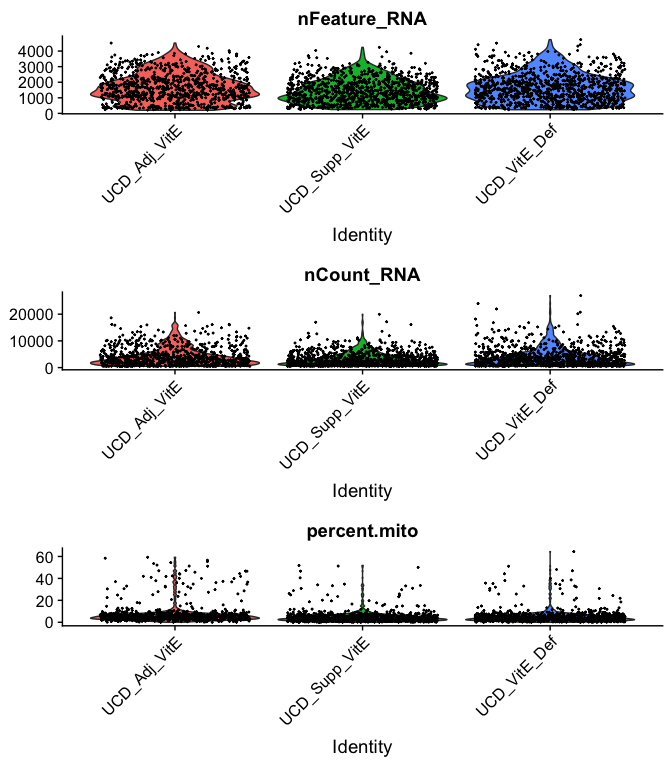 nFeature_RNA
4000
3000
2000
1000
0
UCD_Adj_VitE
UCD_Supp_VitE
UCD_VitE_Def
Identity
nCount_RNA
20000
10000
0
UCD_Adj_VitE
UCD_Supp_VitE
UCD_VitE_Def
Identity
percent.mito
60
40
20
0
UCD_Adj_VitE
UCD_Supp_VitE
UCD_VitE_Def
Identity